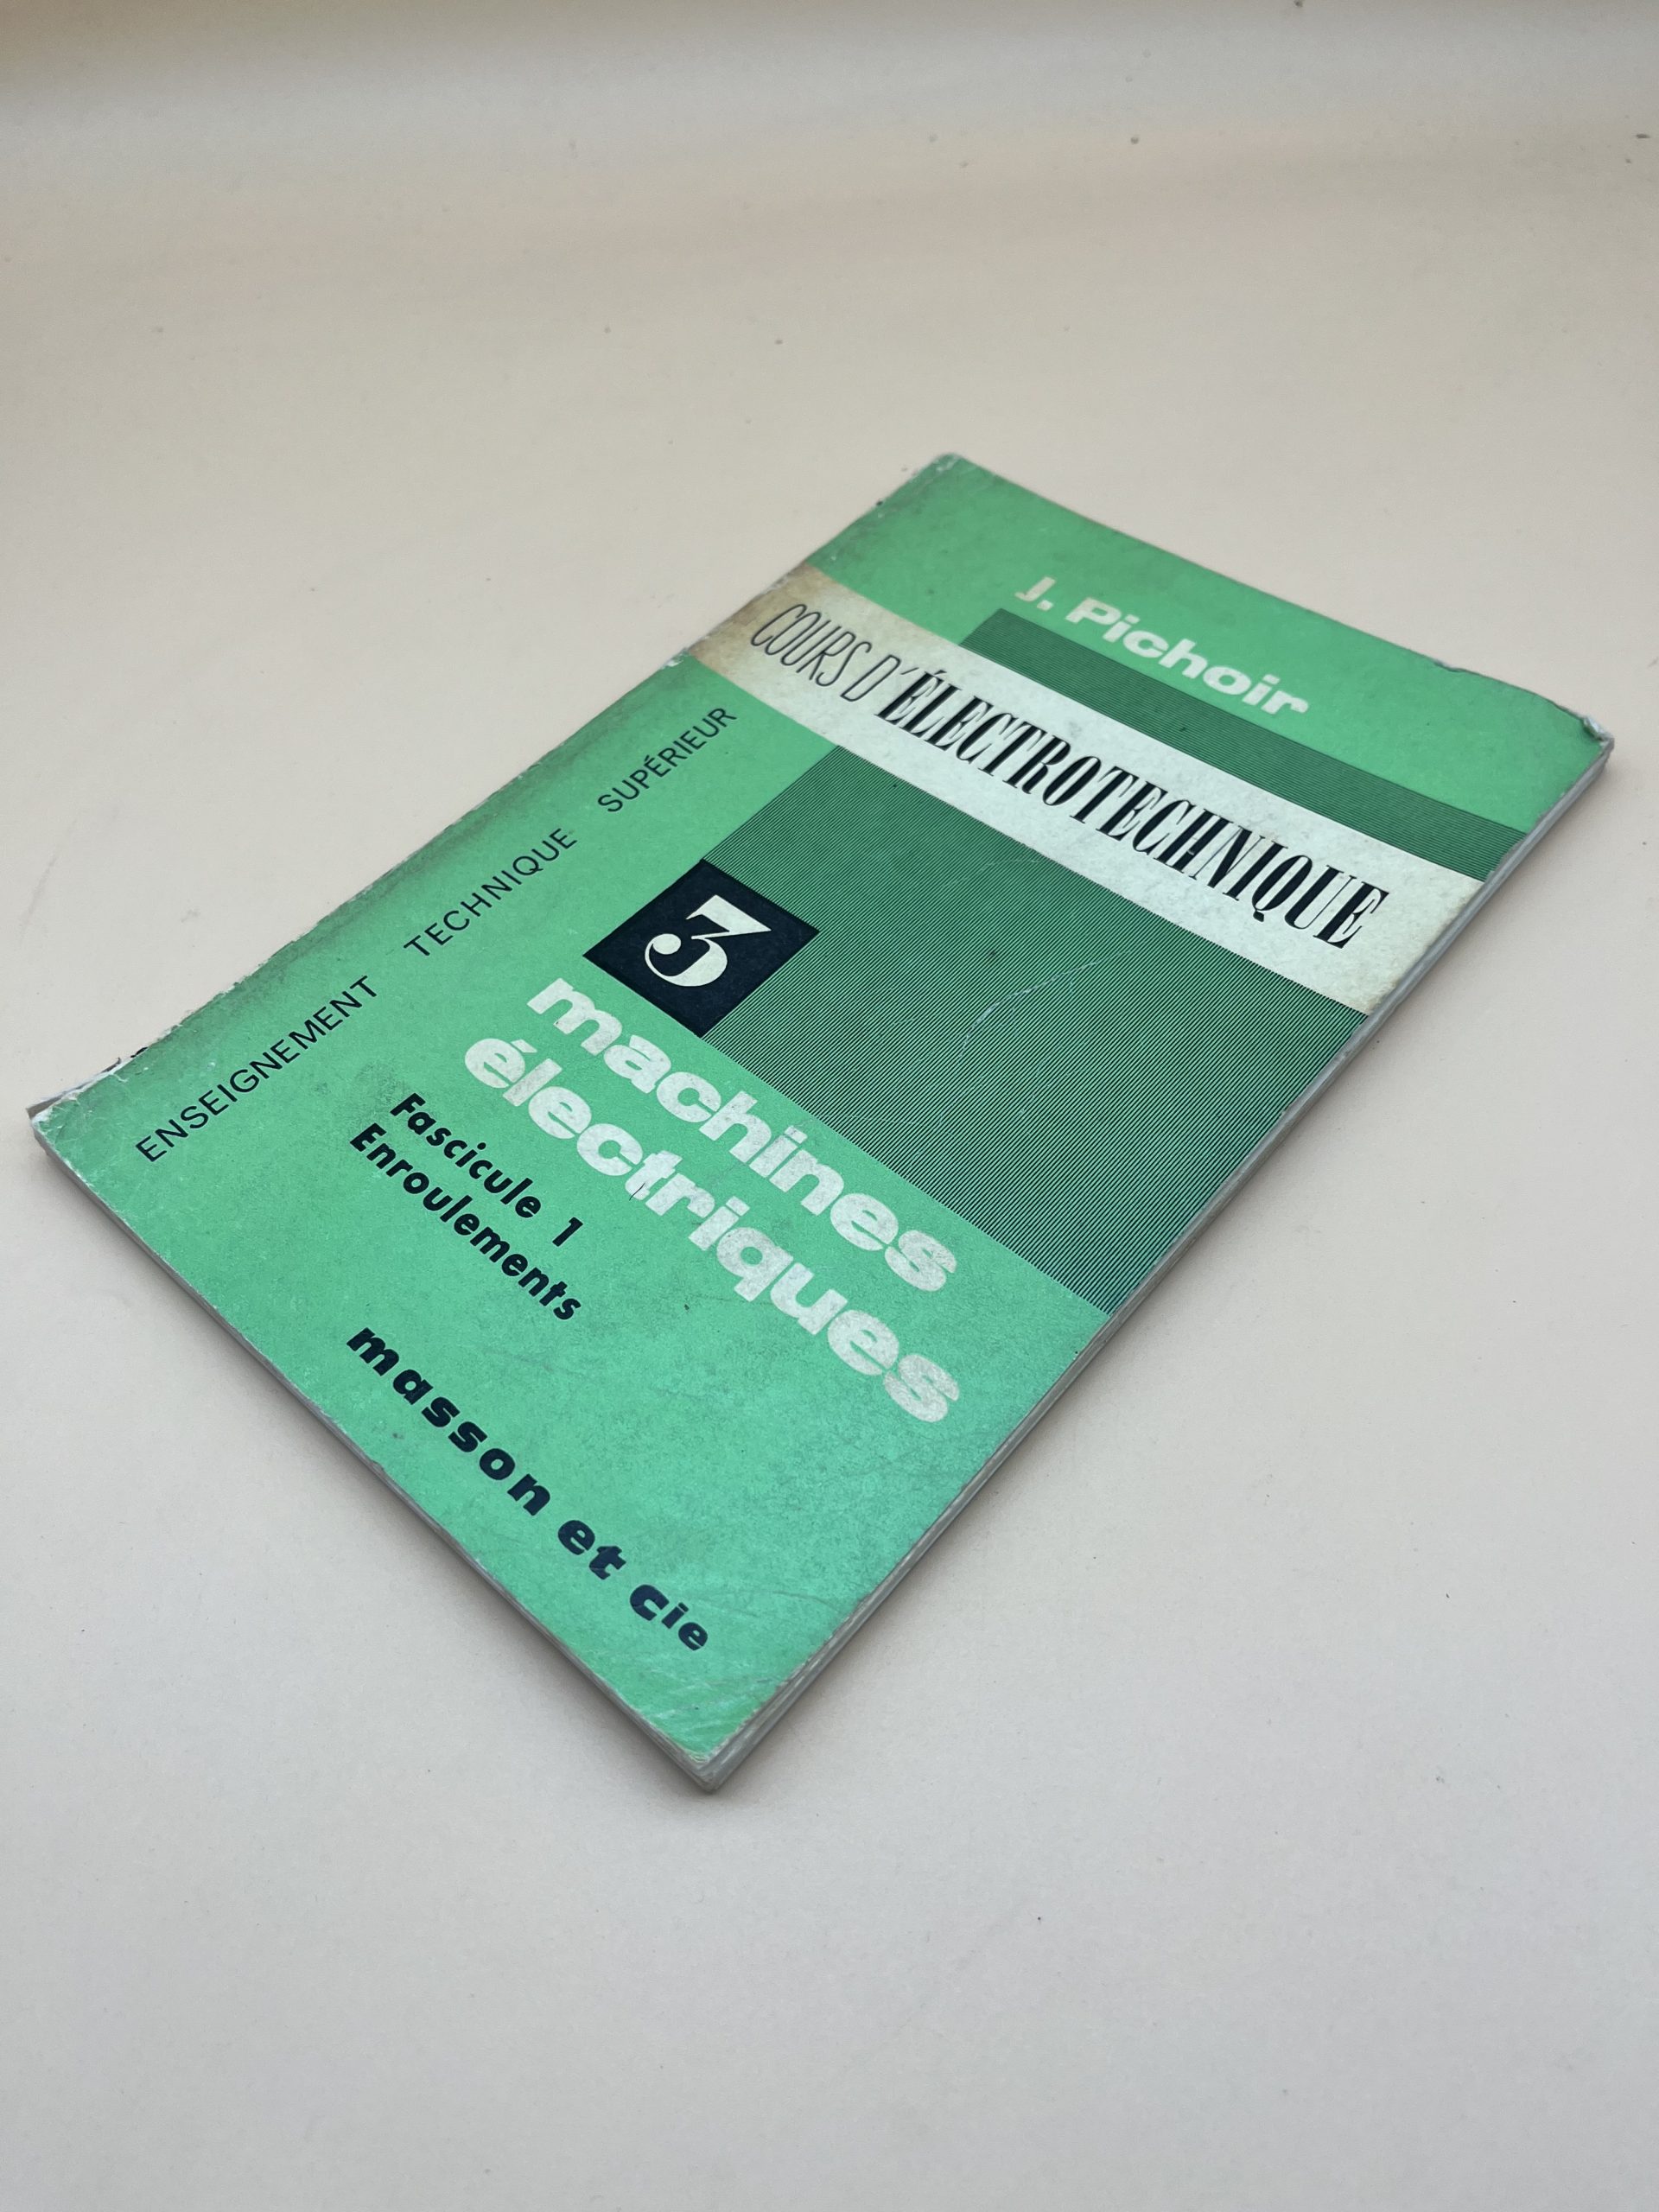 J. Pichoir
COURS D'ÉLECTROTECHNIQUE
ENSEIGNEMENT TECHNIQUE SUPÉRIEUR
3
machines
électriques
Fascicule 1
Enroulements
masson et cie